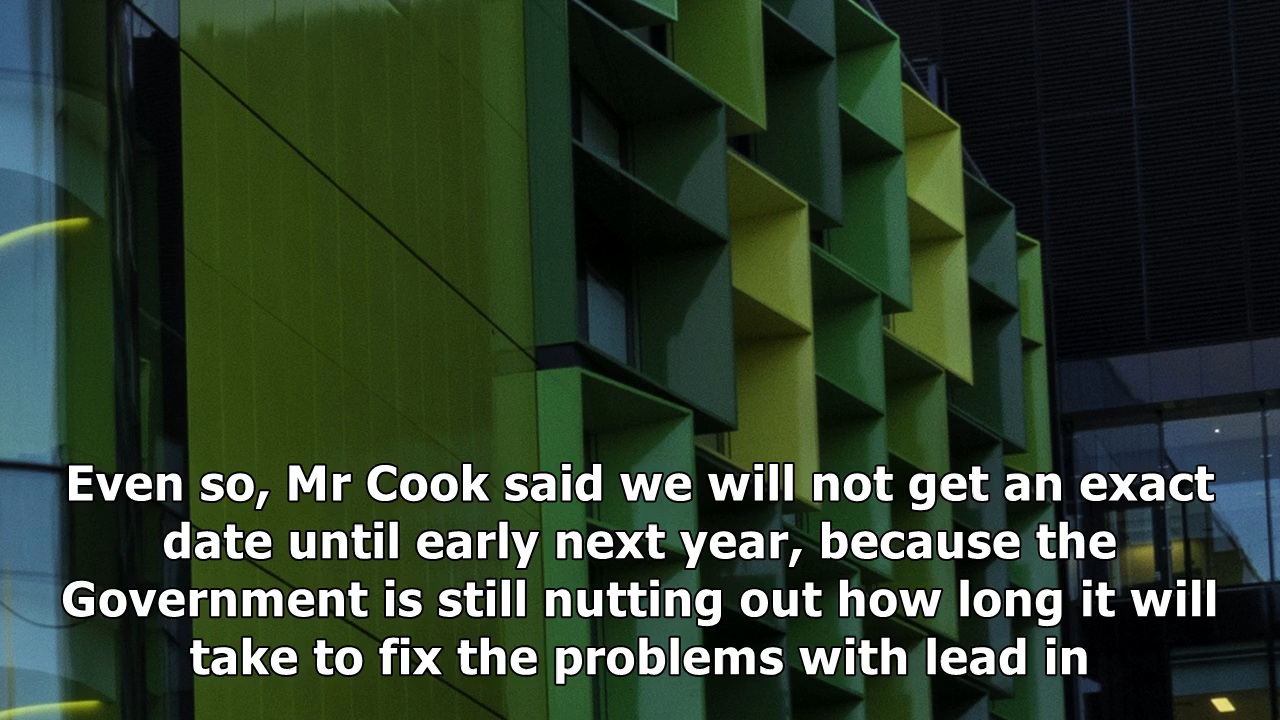 Even so, Mr Cook said we will not get an exact
date until early next year, because the
Government is still nutting out how long it will
take to fix the problems with lead in